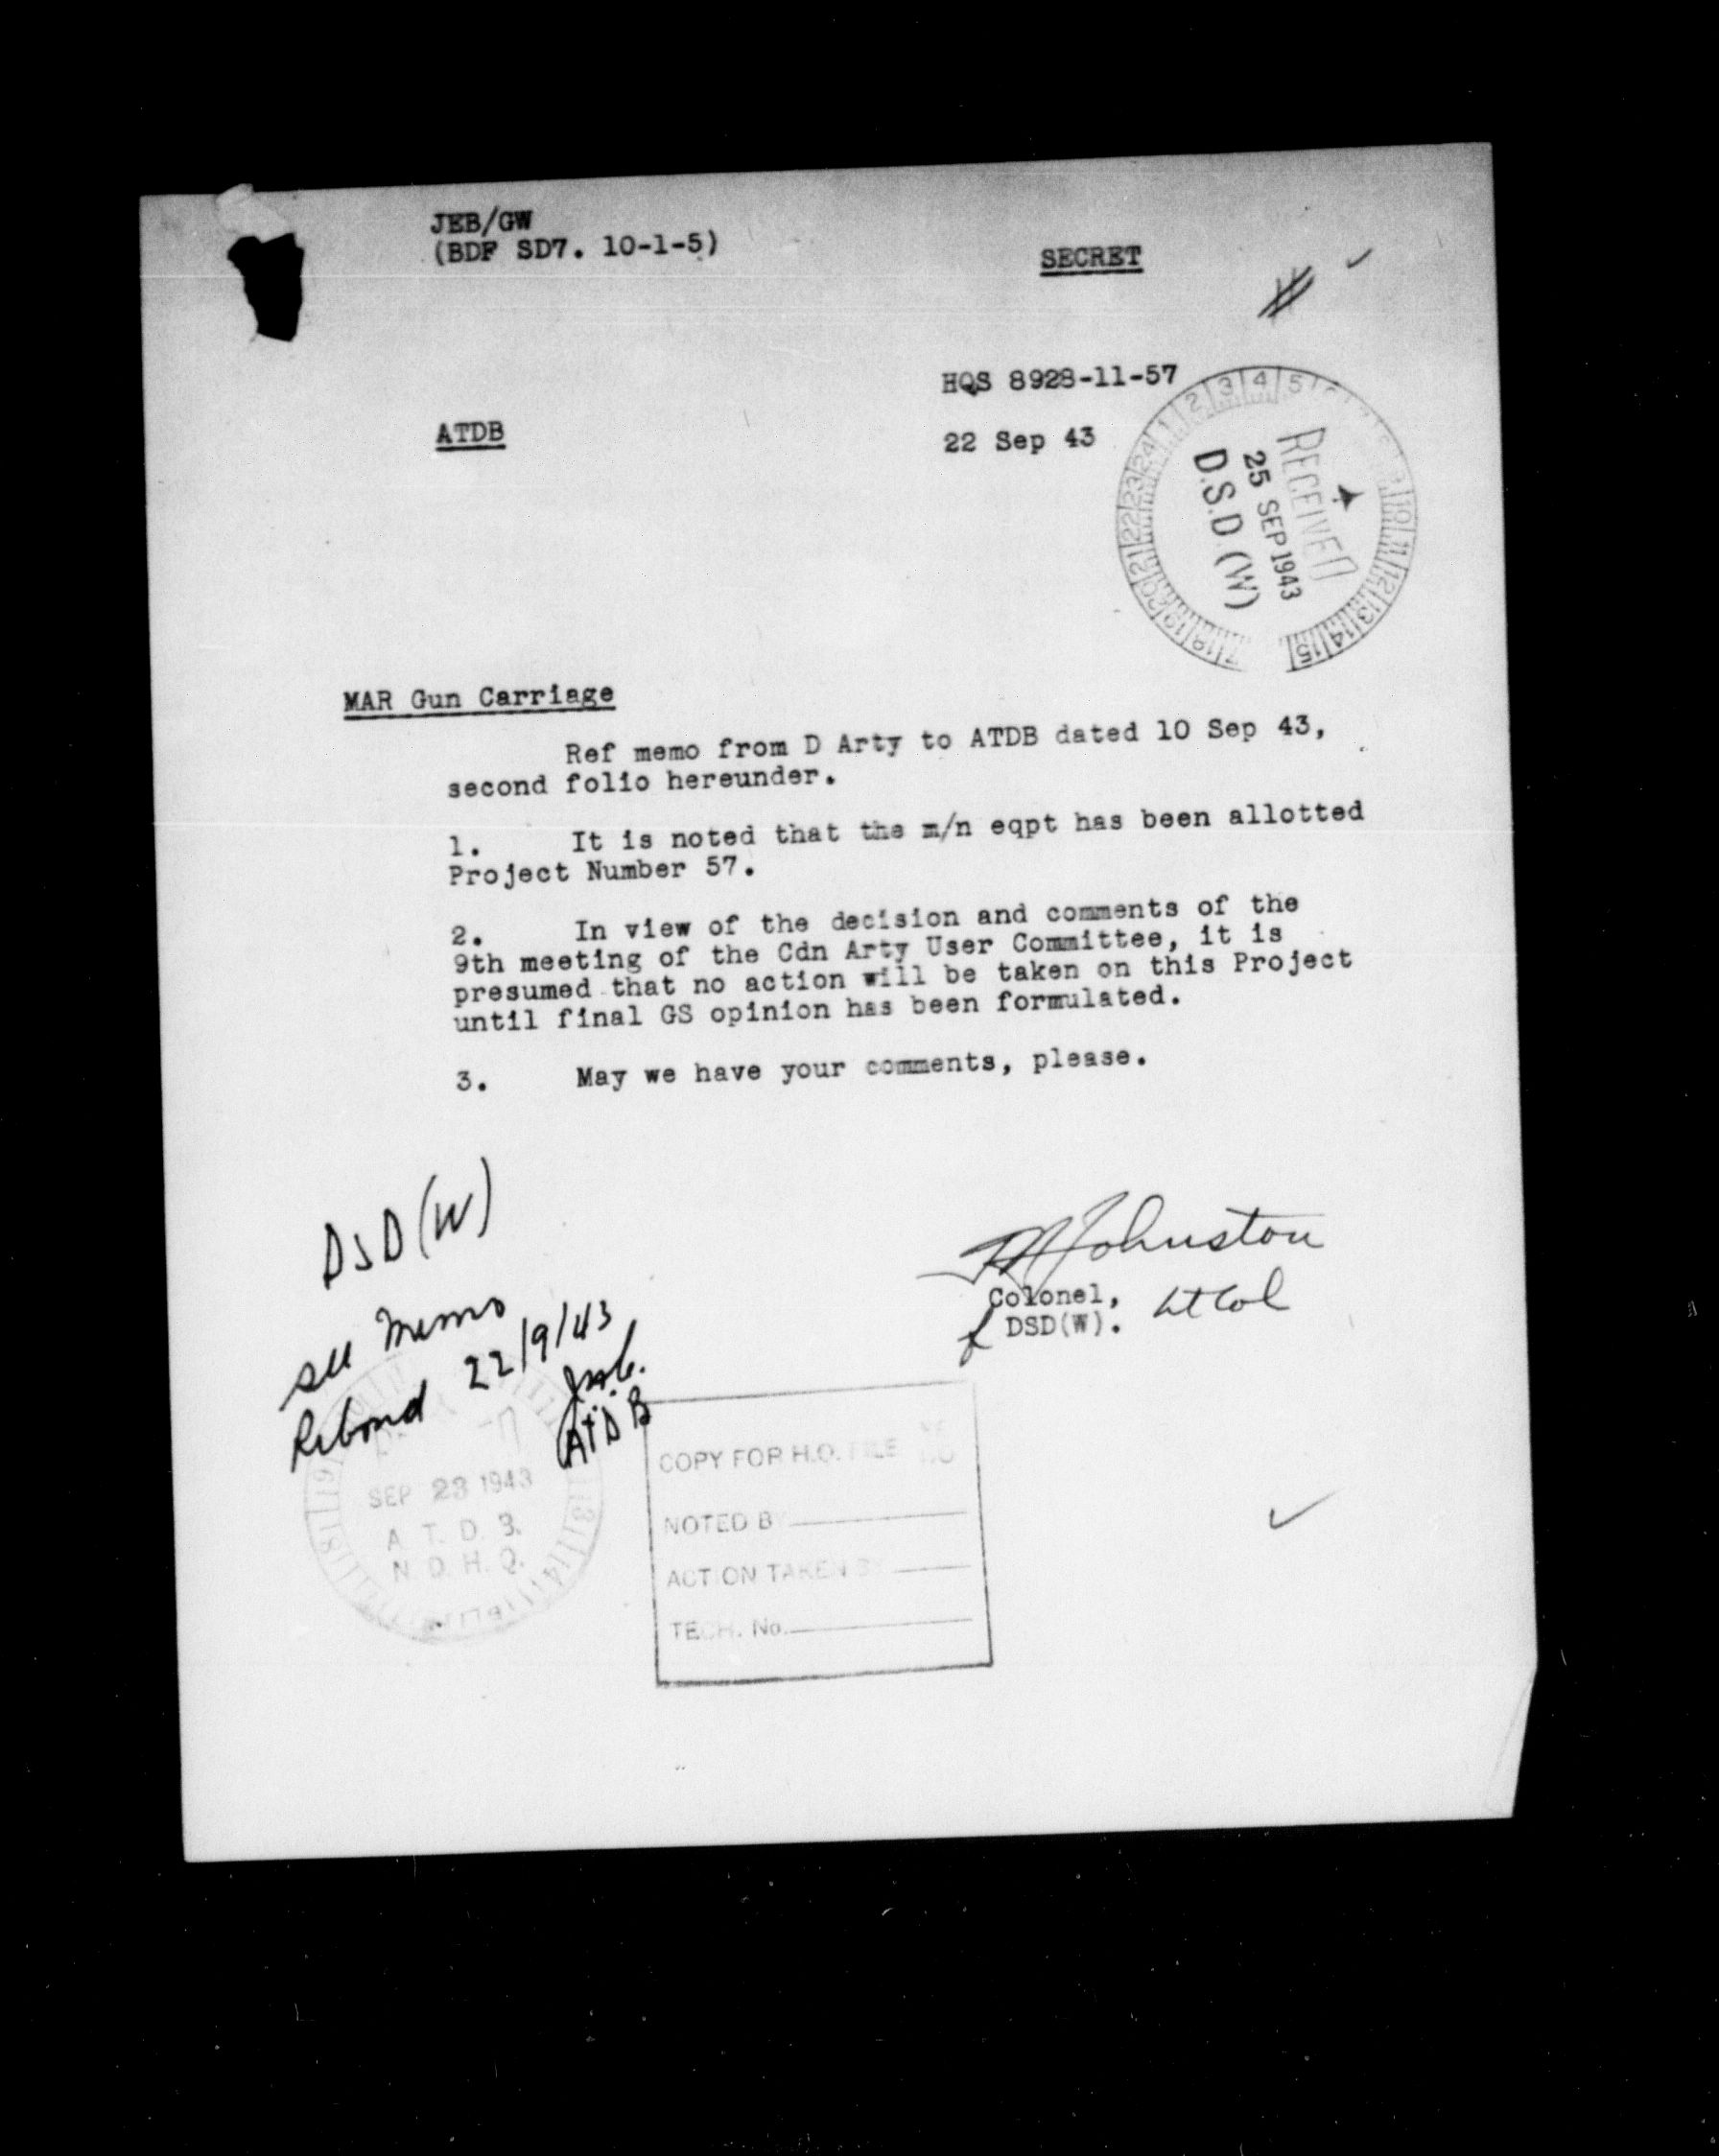 JEB/GW
(BDF SD7. 10-1-5)
SECRET
HQS 8928-11-57
ATDB
22 Sep 43
RECEIVED
25 SEP 1943
D.S.D. (W)
MAR Gun Carriage
Ref memo from D Arty to ATDB dated 10 Sep 43,
second folio hereunder.
1. It is noted that the m/n eqpt has been allotted
Project Number 57.
2. In view of the decision and comments of the
9th meeting of the Cdn Arty User Committee, it is
presumed that no action will be taken on this Project
until final GS opinion has been formulated.
3. May we have your comments, please.
DSD(W)
see Memo
22/9/43
ATDB
Johnston
Colonel, Lt Col
f DSD(W).
SEP 23 1943
A. T. D. B.
N. D. H. Q.
COPY FOR H.O. FILE
NOTED B
ACTION TAKEN BY
TECH. No.